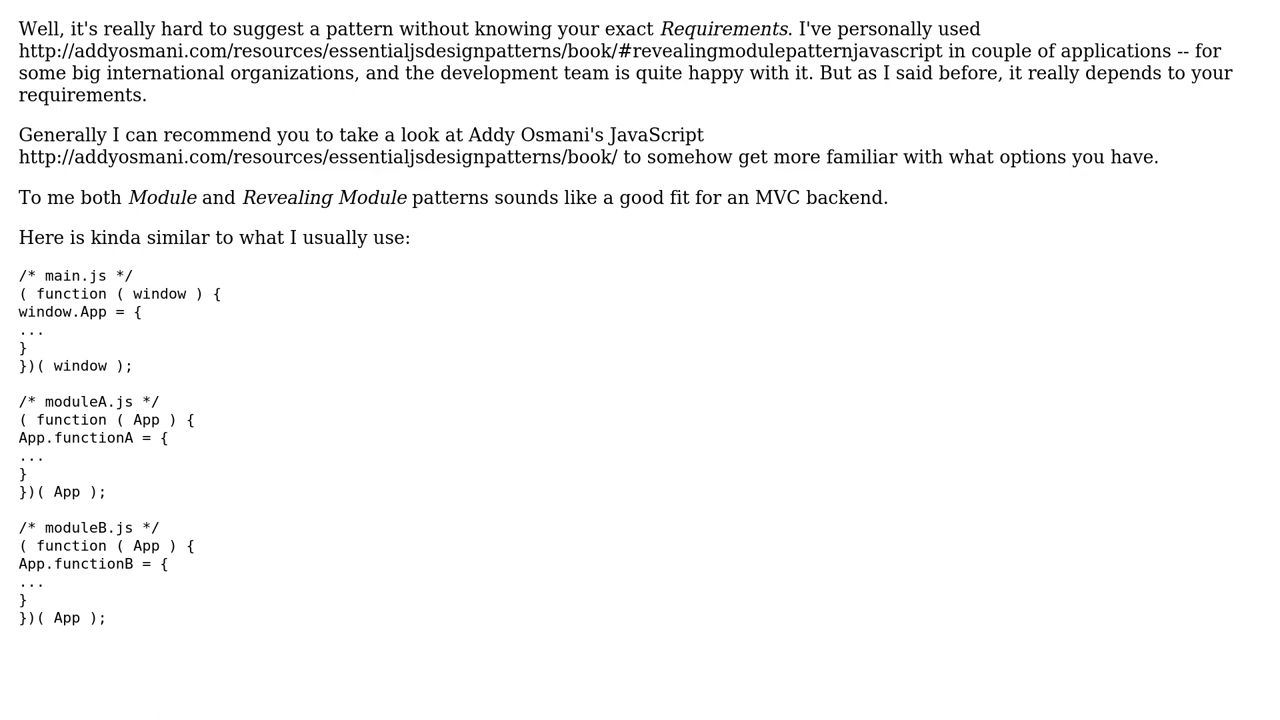 Well, it's really hard to suggest a pattern without knowing your exact Requirements. I've personally used
http://addyosmani.com/resources/essentialjsdesignpatterns/book/#revealingmodulepatternjavascript in couple of applications -- for
some big international organizations, and the development team is quite happy with it. But as I said before, it really depends to your
requirements.
Generally I can recommend you to take a look at Addy Osmani's JavaScript
http://addyosmani.com/resources/essentialjsdesignpatterns/book/ to somehow get more familiar with what options you have.
To me both Module and Revealing Module patterns sounds like a good fit for an MVC backend.
Here is kinda similar to what I usually use:
/* main.js */
( function ( window ) {
window.App = {
...
}
})( window );
/* moduleA.js */
( function ( App ) {
App.functionA = {
...
}
})( App );
/* moduleB.js */
( function ( App ) {
App.functionB = {
...
}
})( App );